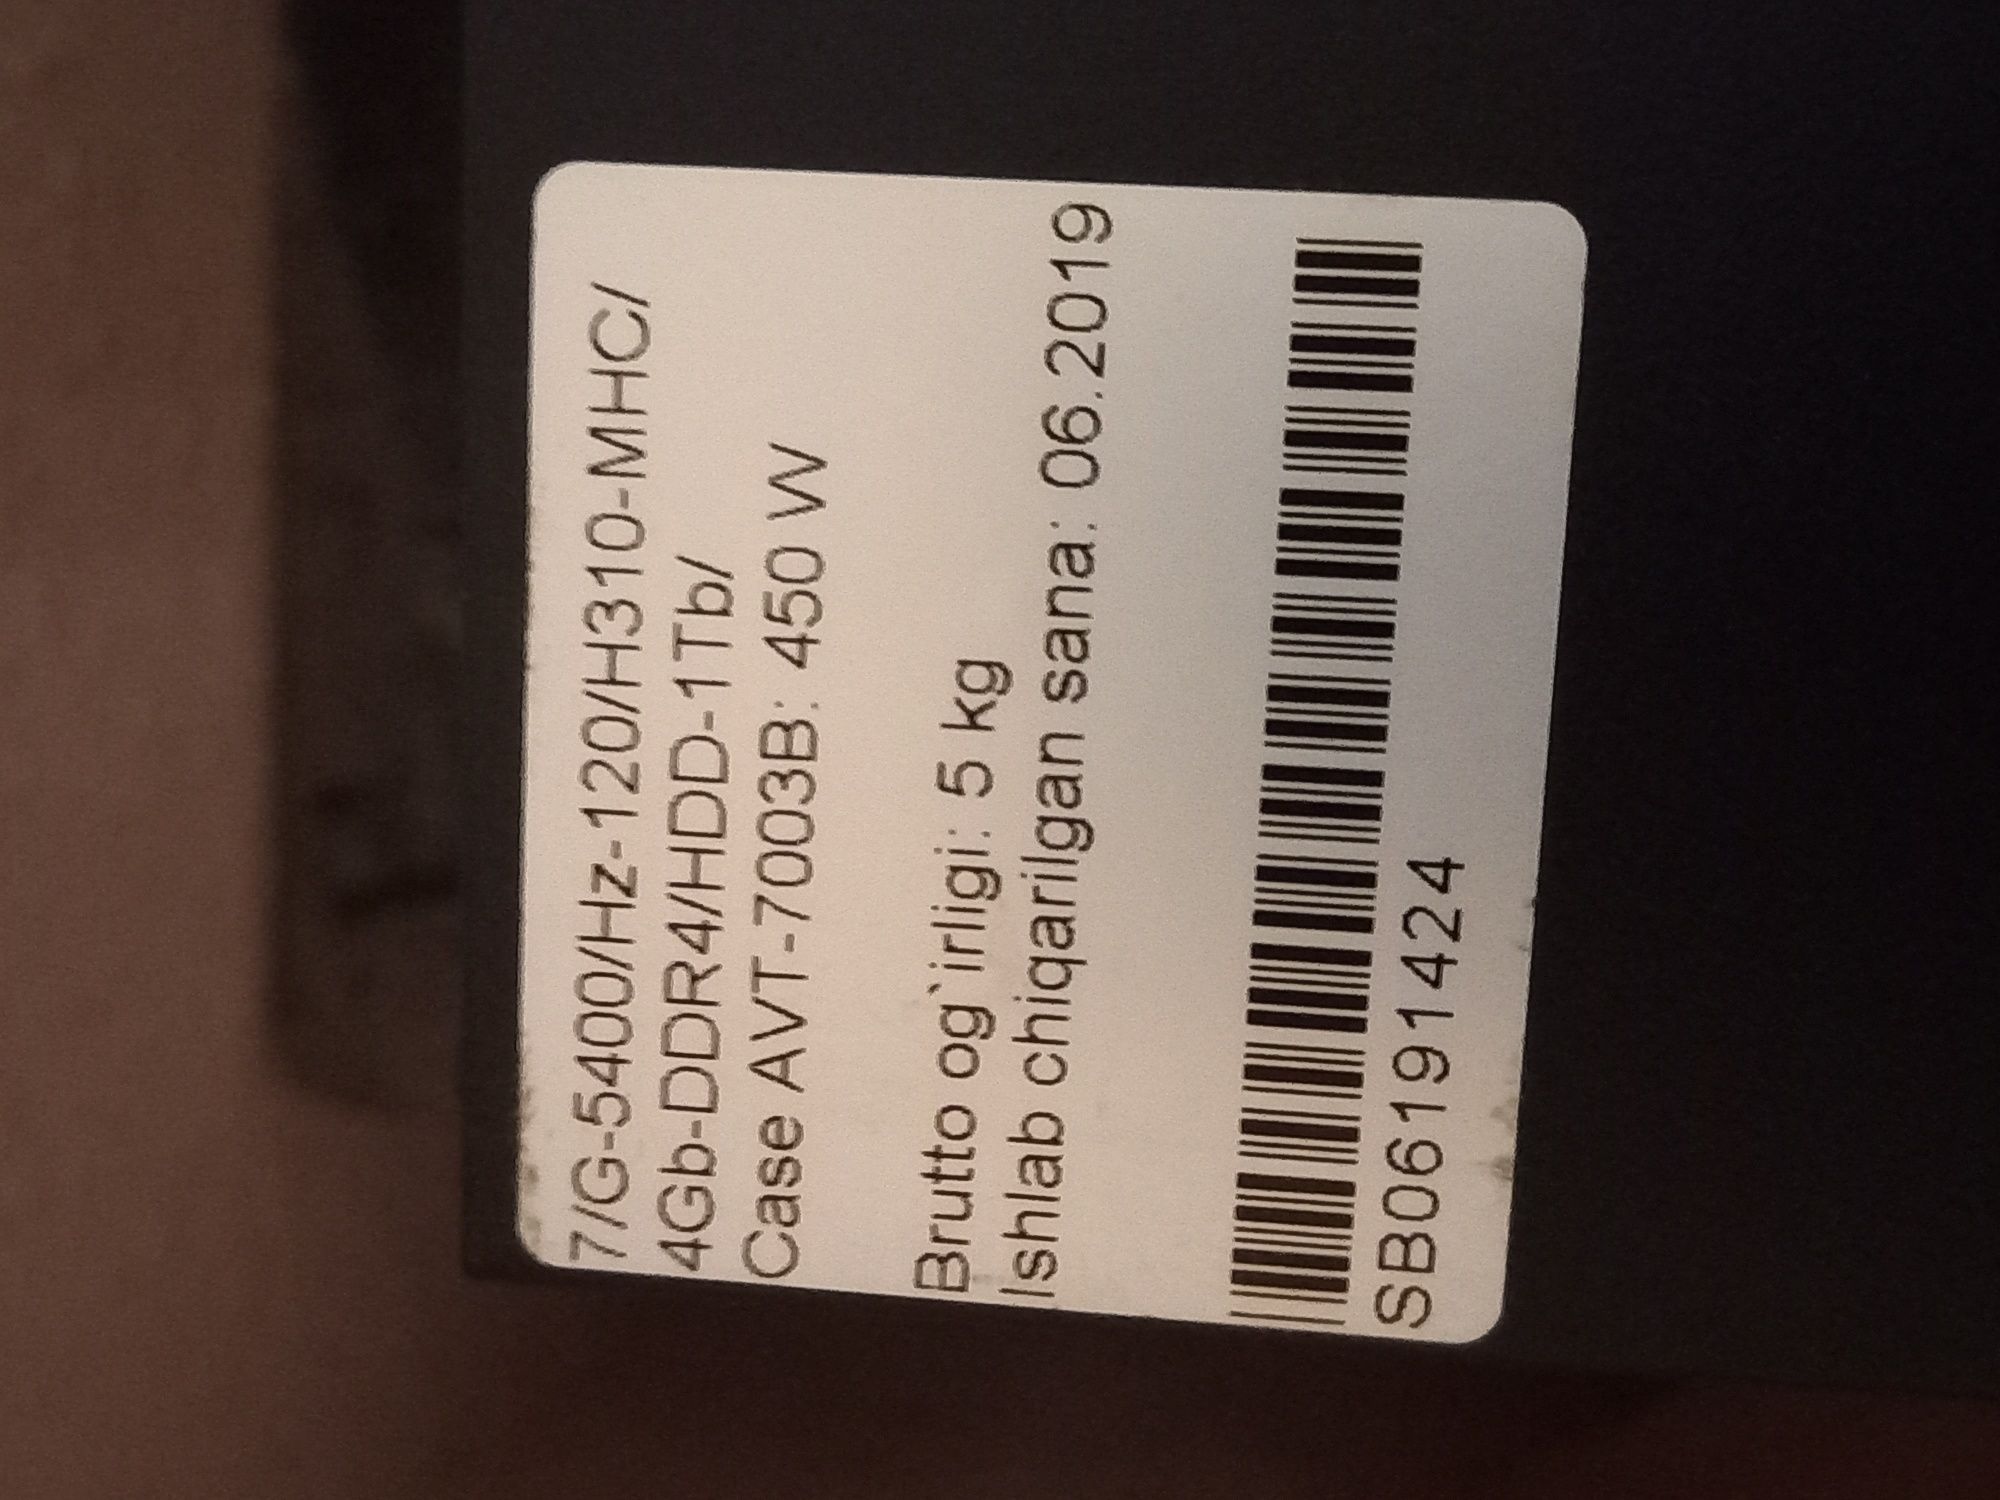 7/G-5400/Hz-120/H310-MHC/
4Gb-DDR4/HDD-1Tb/
Case AVT-7003B: 450 W
Brutto og`irligi: 5 kg
Ishlab chiqarilgan sana: 06.2019
SB06191424